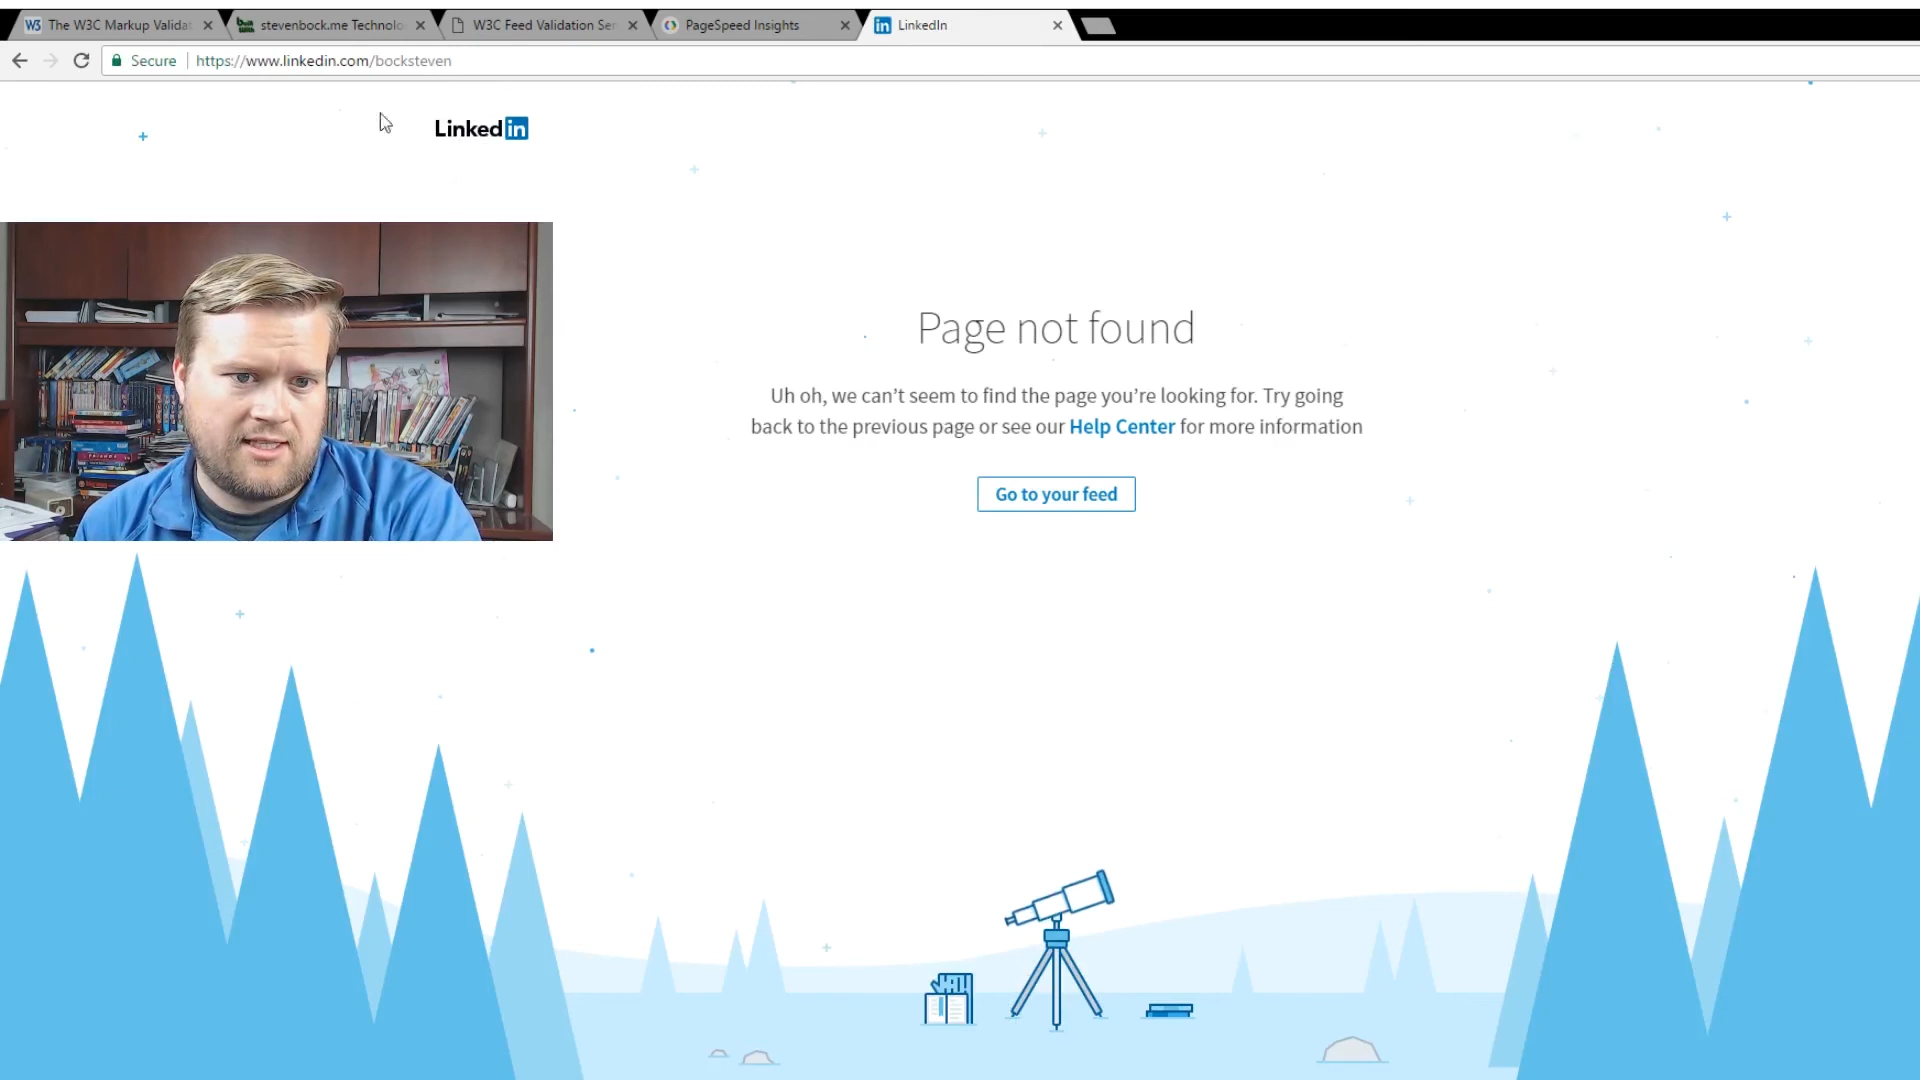 The W3C Markup Validat
stevenbock.me Technolo
W3C Feed Validation Ser
PageSpeed Insights
LinkedIn
Secure
https://www.linkedin.com/bocksteven
Linked in
Page not found
Uh oh, we can’t seem to find the page you’re looking for. Try going
back to the previous page or see our Help Center for more information
Go to your feed